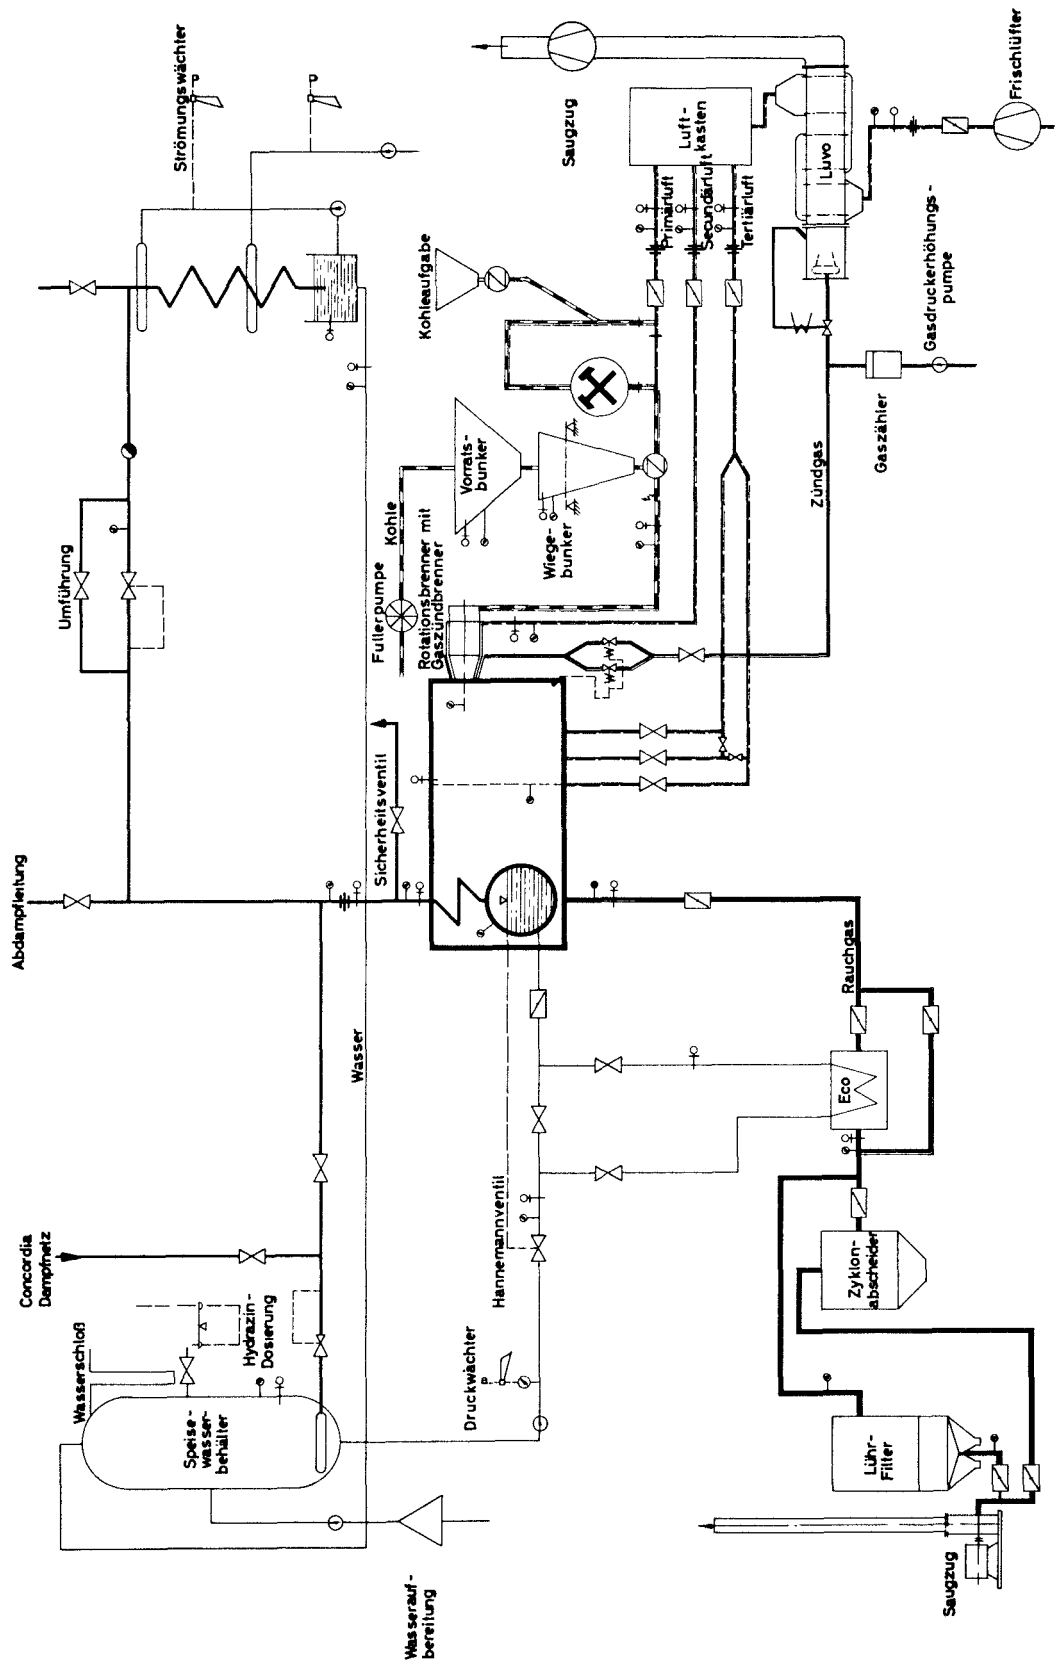 Wasserauf-
bereitung
Wasserschloß
Speise-
wasser-
behälter
Hydrazin-
Dosierung
Concordia
Dampfnetz
Abdampfleitung
Umführung
Strömungswächter
P
P
Wasser
Sicherheitsventil
Druckwächter
P
Hannemannventil
Fullerpumpe
Kohle
Rotationsbrenner mit
Gaszündbrenner
Vorrats-
bunker
Wiege-
bunker
Kohleaufgabe
Saugzug
Luft-
kasten
Primärluft
Secundärluft
Tertiärluft
Luvo
Frischlüfter
Gasdruckerhöhungs-
pumpe
Gaszähler
Zündgas
Rauchgas
Eco
Zyklon-
abscheider
Lühr-
Filter
Saugzug